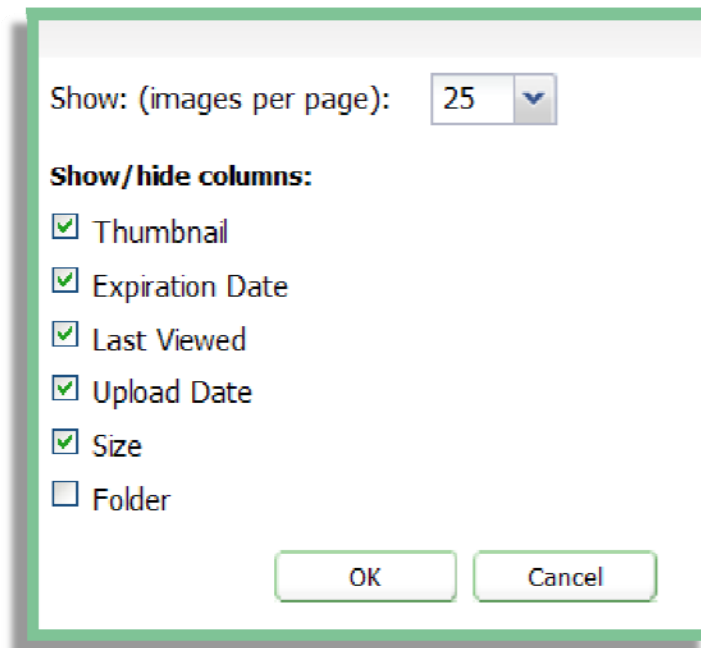 Show: (images per page): 25
Show/hide columns:
Thumbnail
Expiration Date
Last Viewed
Upload Date
Size
Folder
OK Cancel